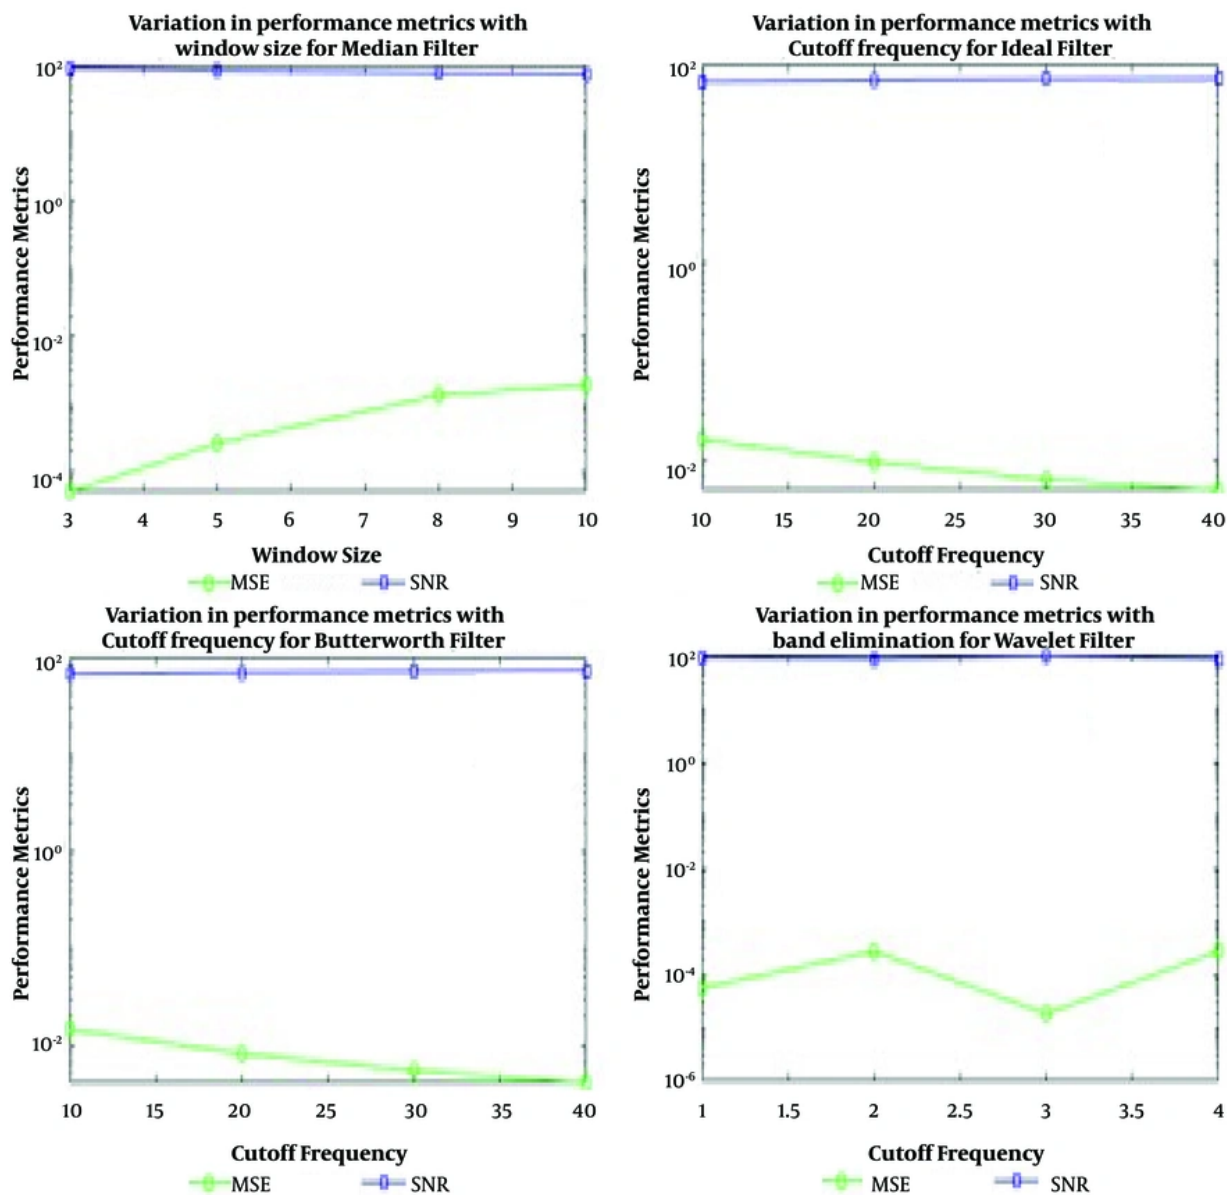 Variation in performance metrics with
window size for Median Filter
Performance Metrics
10²
10⁰
10⁻²
10⁻⁴
3 4 5 6 7 8 9 10
Window Size
MSE SNR
Variation in performance metrics with
Cutoff frequency for Ideal Filter
Performance Metrics
10²
10⁰
10⁻²
10 15 20 25 30 35 40
Cutoff Frequency
MSE SNR
Variation in performance metrics with
Cutoff frequency for Butterworth Filter
Performance Metrics
10²
10⁰
10⁻²
10 15 20 25 30 35 40
Cutoff Frequency
MSE SNR
Variation in performance metrics with
band elimination for Wavelet Filter
Performance Metrics
10²
10⁰
10⁻²
10⁻⁴
10⁻⁶
1 1.5 2 2.5 3 3.5 4
Cutoff Frequency
MSE SNR